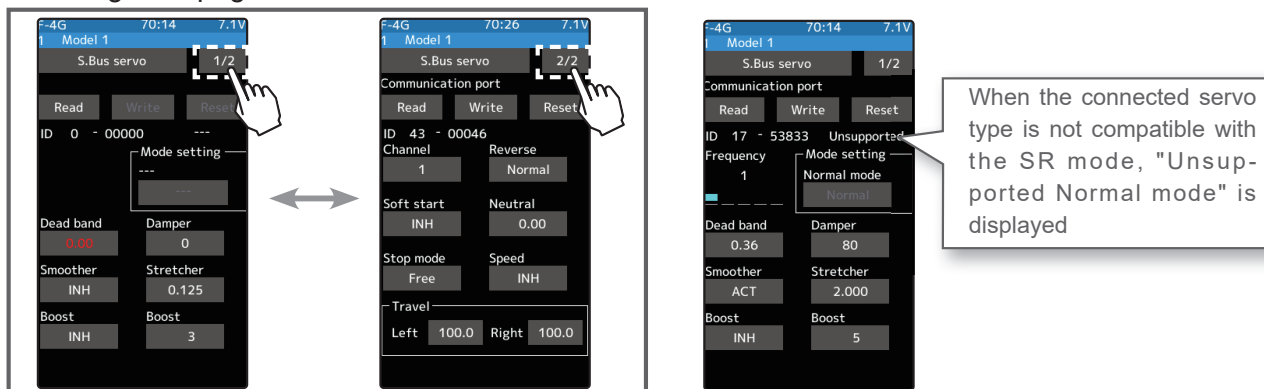 F-4G 70:14 7.1V
1 Model 1
S.Bus servo 1/2
Read Write Reset
ID 0 - 00000 ---
Mode setting
---
---
Dead band Damper
0.00 0
Smoother Stretcher
INH 0.125
Boost Boost
INH 3
F-4G 70:26 7.1V
1 Model 1
S.Bus servo 2/2
Communication port
Read Write Reset
ID 43 - 00046
Channel Reverse
1 Normal
Soft start Neutral
INH 0.00
Stop mode Speed
Free INH
Travel
Left 100.0 Right 100.0
F-4G 70:14 7.1V
1 Model 1
S.Bus servo 1/2
Communication port
Read Write Reset
ID 17 - 53833 Unsupported
Frequency Mode setting
1 Normal mode
Normal
Dead band Damper
0.36 80
Smoother Stretcher
ACT 2.000
Boost Boost
INH 5
When the connected servo
type is not compatible with
the SR mode, "Unsup-
ported Normal mode" is
displayed